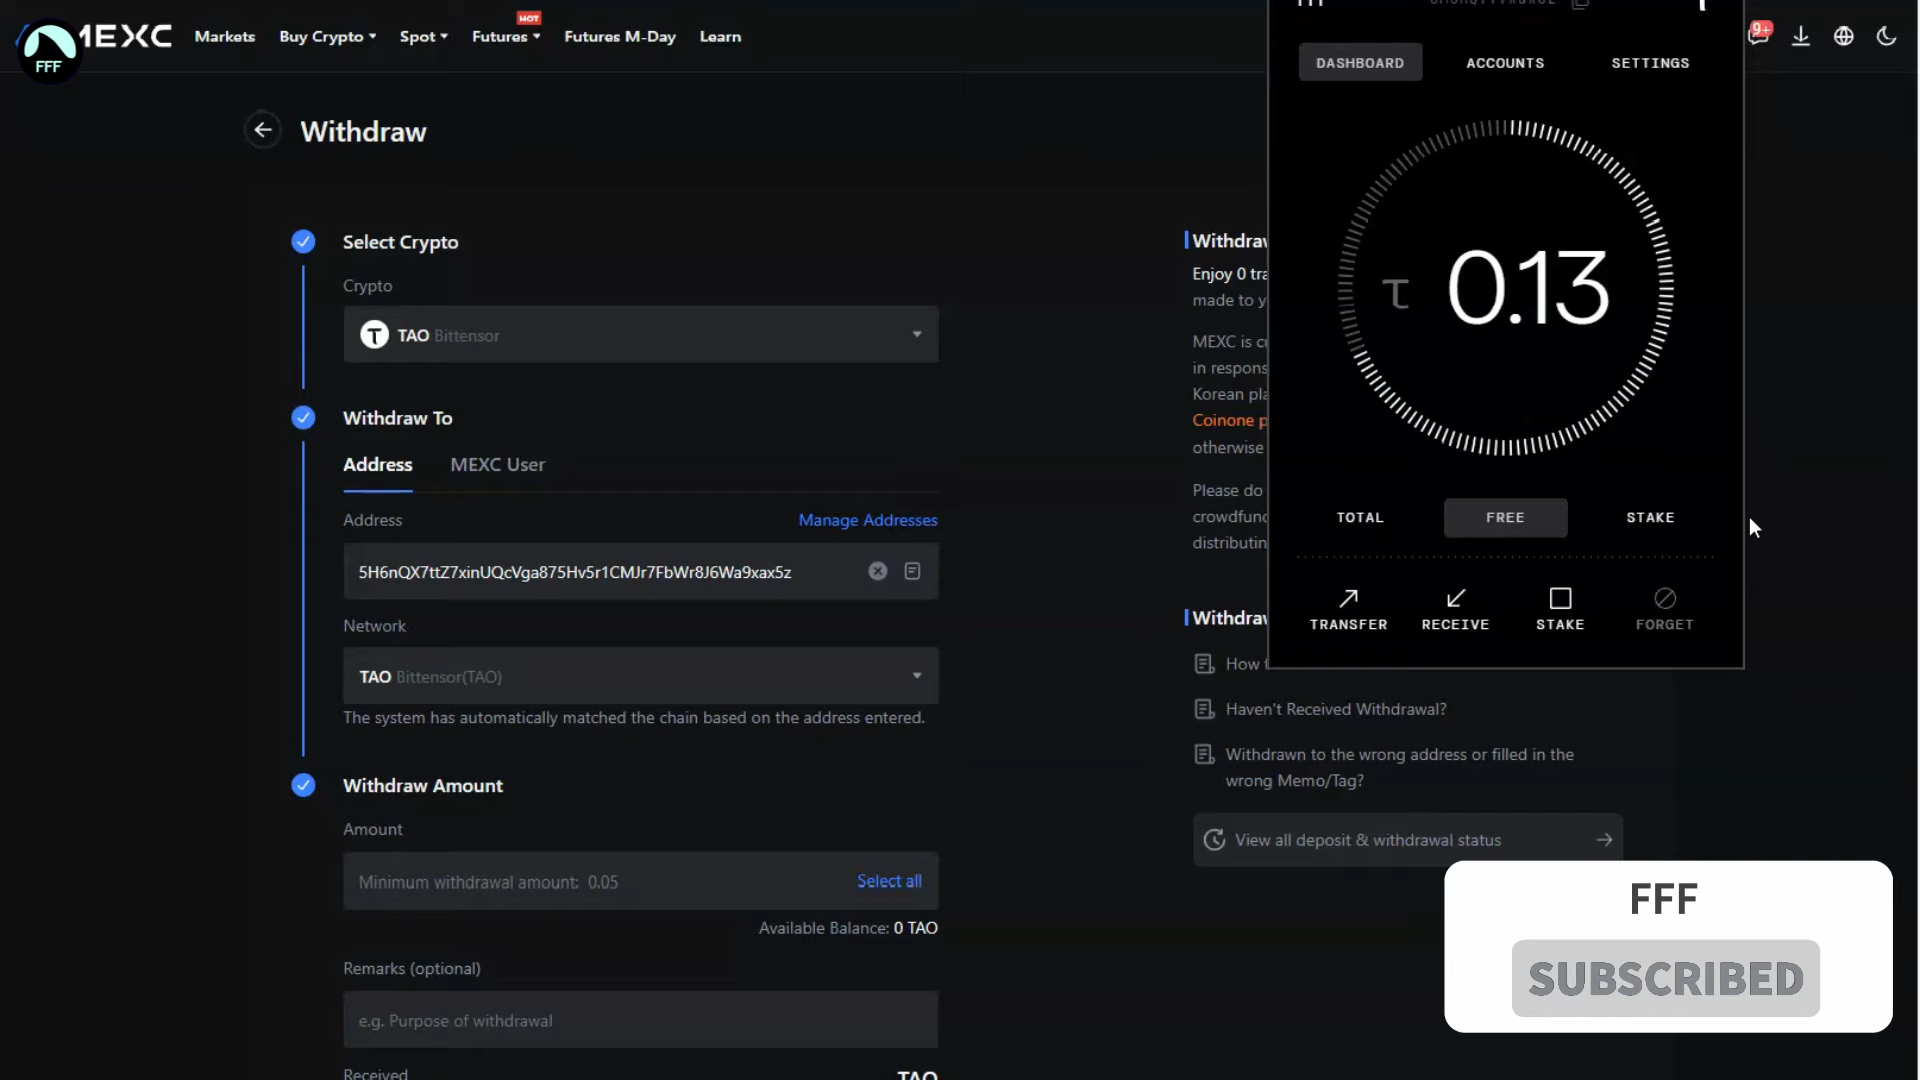 FFF
MEXC
Markets
Buy Crypto
Spot
HOT
Futures
Futures M-Day
Learn
9+
Withdraw
Select Crypto
Crypto
TAO Bittensor
Withdraw To
Address
MEXC User
Address
Manage Addresses
5H6nQX7ttZ7xinUQcVga875Hv5r1CMJr7FbWr8J6Wa9xax5z
Network
TAO Bittensor(TAO)
The system has automatically matched the chain based on the address entered.
Withdraw Amount
Amount
Minimum withdrawal amount: 0.05
Select all
Available Balance: 0 TAO
Remarks (optional)
e.g. Purpose of withdrawal
Received
TAO
Enjoy 0
made to
MEXC is
in
Korean
Coinone
otherwise
Please do
How
Haven't Received Withdrawal?
Withdrawn to the wrong address or filled in the
wrong Memo/Tag?
View all deposit & withdrawal status
DASHBOARD
ACCOUNTS
SETTINGS
τ 0.13
TOTAL
FREE
STAKE
TRANSFER
RECEIVE
STAKE
FORGET
FFF
SUBSCRIBED